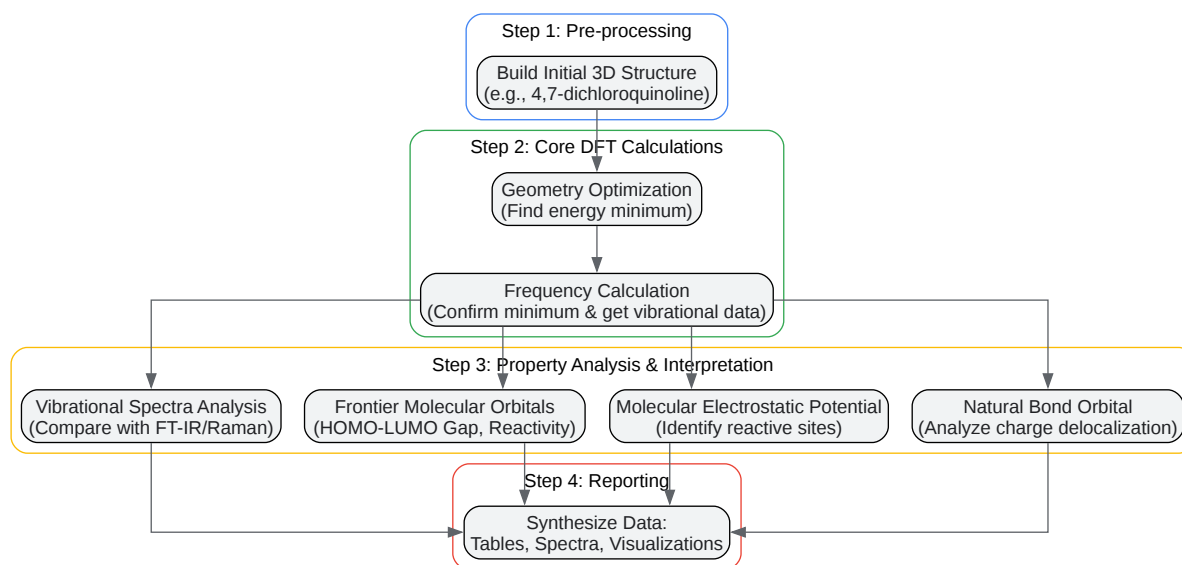 Step 1: Pre-processing
Build Initial 3D Structure
(e.g., 4,7-dichloroquinoline)
Step 2: Core DFT Calculations
Geometry Optimization
(Find energy minimum)
Frequency Calculation
(Confirm minimum & get vibrational data)
Step 3: Property Analysis & Interpretation
Vibrational Spectra Analysis
(Compare with FT-IR/Raman)
Frontier Molecular Orbitals
(HOMO-LUMO Gap, Reactivity)
Molecular Electrostatic Potential
(Identify reactive sites)
Natural Bond Orbital
(Analyze charge delocalization)
Step 4: Reporting
Synthesize Data:
Tables, Spectra, Visualizations